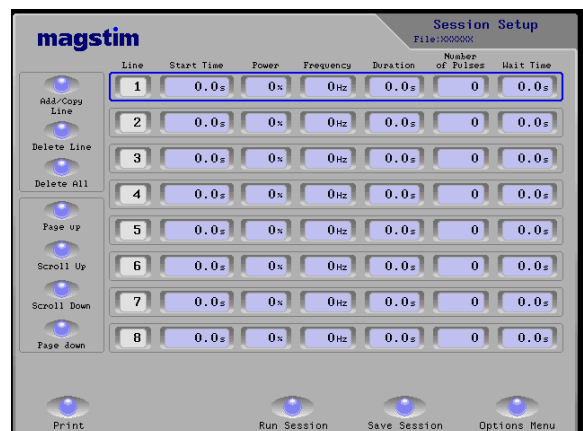 magstim
Session Setup
File:XXXXXX
Line Start Time Power Frequency Duration Number of Pulses Wait Time
1 0.0s 0% 0Hz 0.0s 0 0.0s
2 0.0s 0% 0Hz 0.0s 0 0.0s
3 0.0s 0% 0Hz 0.0s 0 0.0s
4 0.0s 0% 0Hz 0.0s 0 0.0s
5 0.0s 0% 0Hz 0.0s 0 0.0s
6 0.0s 0% 0Hz 0.0s 0 0.0s
7 0.0s 0% 0Hz 0.0s 0 0.0s
8 0.0s 0% 0Hz 0.0s 0 0.0s
Add/Copy
Line
Delete Line
Delete All
Page up
Scroll Up
Scroll Down
Page down
Print
Run Session
Save Session
Options Menu